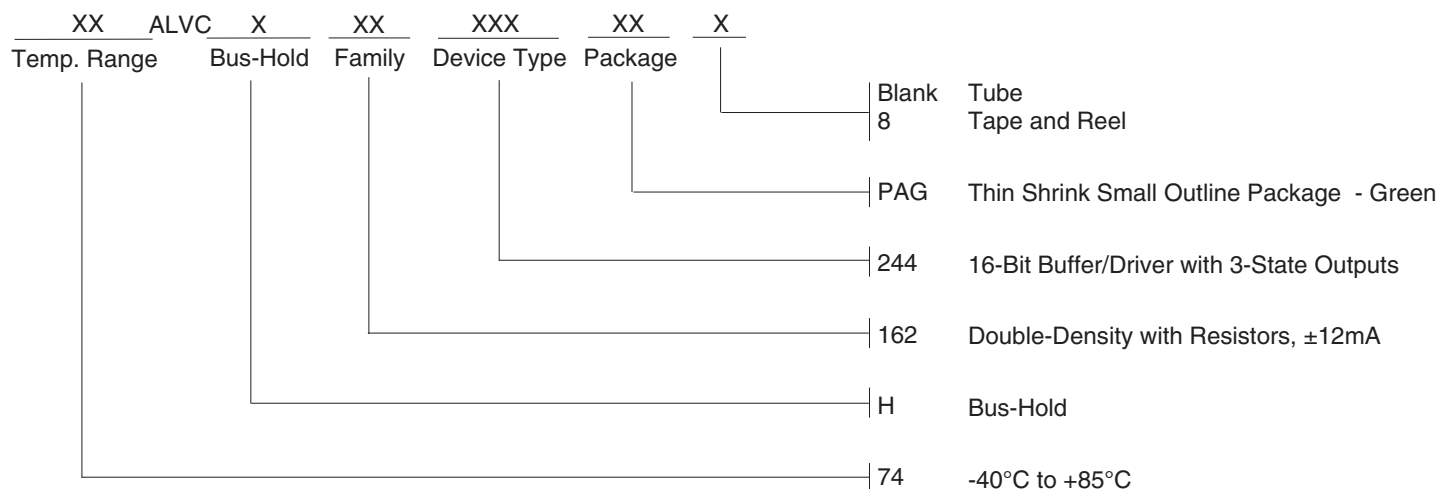 XX ALVC X XX XXX XX X
Temp. Range Bus-Hold Family Device Type Package
Blank Tube
8 Tape and Reel
PAG Thin Shrink Small Outline Package - Green
244 16-Bit Buffer/Driver with 3-State Outputs
162 Double-Density with Resistors, ±12mA
H Bus-Hold
74 -40°C to +85°C